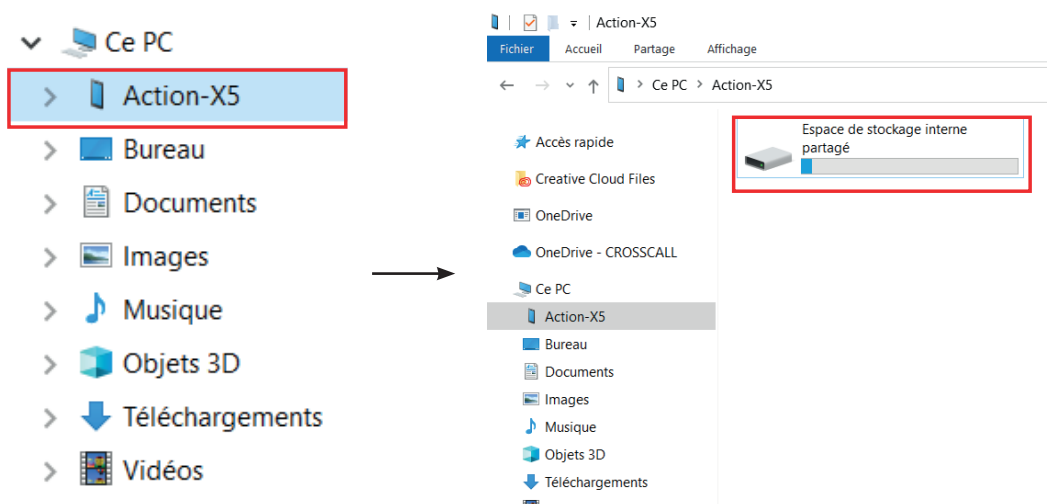 Ce PC
Action-X5
Bureau
Documents
Images
Musique
Objets 3D
Téléchargements
Vidéos
Action-X5
Fichier Accueil Partage Affichage
Ce PC Action-X5
Accès rapide
Creative Cloud Files
OneDrive
OneDrive - CROSSCALL
Ce PC
Action-X5
Bureau
Documents
Images
Musique
Objets 3D
Téléchargements
Espace de stockage interne
partagé